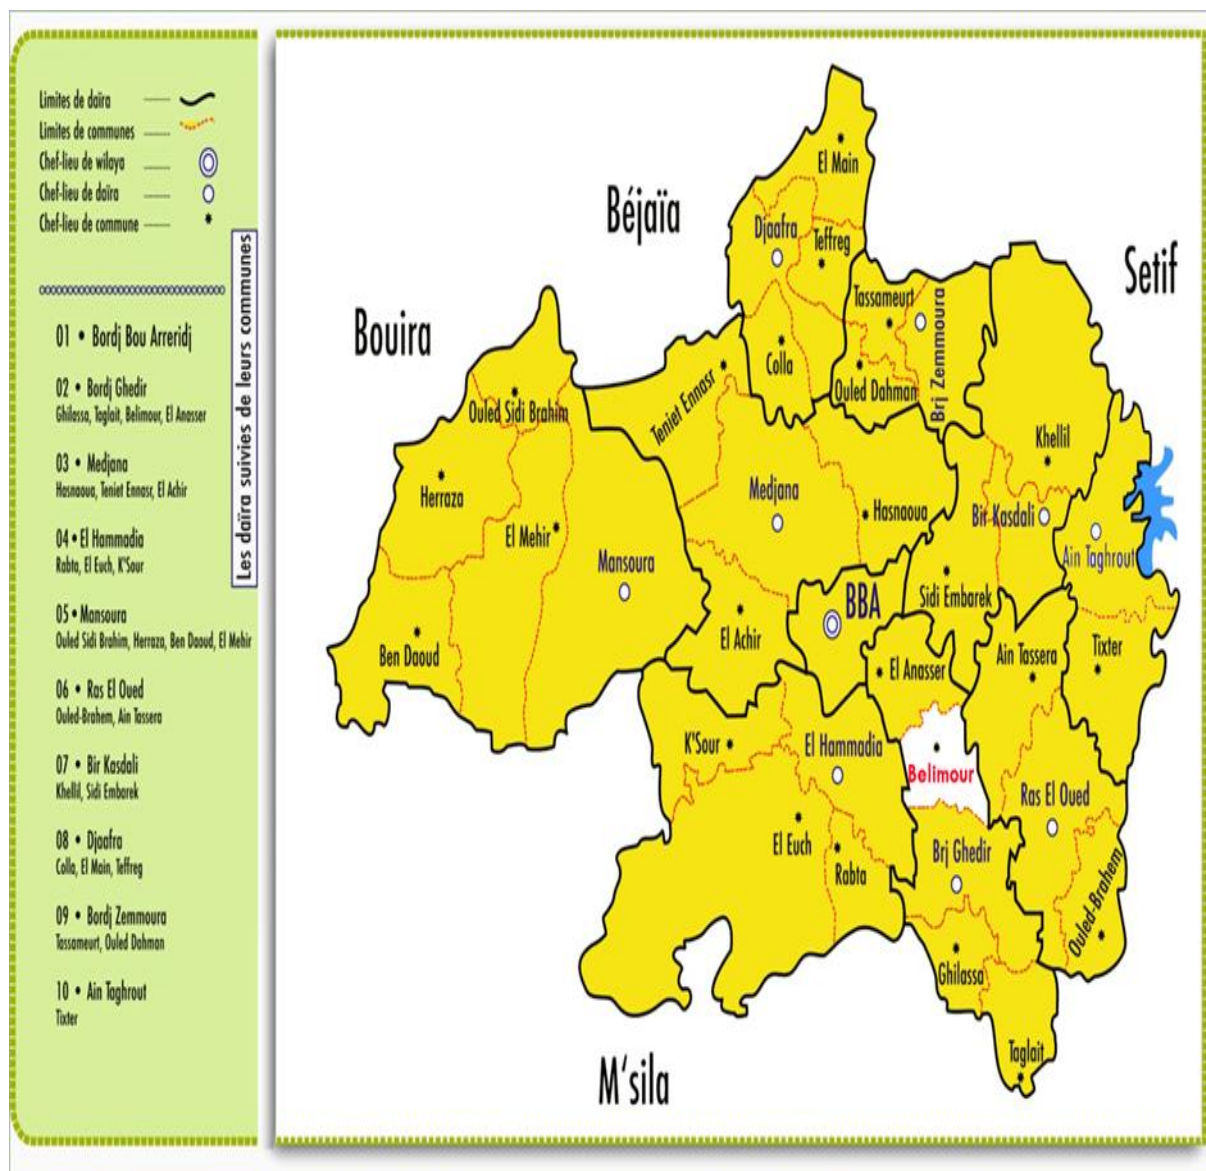 Limites de daïra
Limites de communes
Chef-lieu de wilaya
Chef-lieu de daïra
Chef-lieu de commune
Les daïra suivies de leurs communes
01 • Bordj Bou Arreridj
02 • Bordj Ghedir
Ghilassa, Taglait, Belimour, El Anasser
03 • Medjana
Hasnaoua, Teniet Ennasr, El Achir
04 • El Hammadia
Rabta, El Euch, K'Sour
05 • Mansoura
Ouled Sidi Brahim, Herraza, Ben Daoud, El Mehir
06 • Ras El Oued
Ouled-Brahem, Ain Tassera
07 • Bir Kasdali
Khellil, Sidi Embarek
08 • Djaafra
Colla, El Main, Teffreg
09 • Bordj Zemmoura
Tassameurt, Ouled Dahman
10 • Ain Taghrout
Tixter
Béjaïa
Setif
Bouira
M'sila
El Main
Djaafra
Teffreg
Tassameurt
Brj Zemmoura
Colla
Ouled Dahman
Teniet Ennasr
Ouled Sidi Brahim
Khellil
Herraza
Medjana
Hasnaoua
Bir Kasdali
El Mehir
Ain Taghrout
Mansoura
BBA
Sidi Embarek
El Achir
Ben Daoud
El Anasser
Ain Tassera
Tixter
K'Sour
El Hammadia
Belimour
Ras El Oued
El Euch
Rabta
Brj Ghedir
Ouled-Brahem
Ghilassa
Taglait